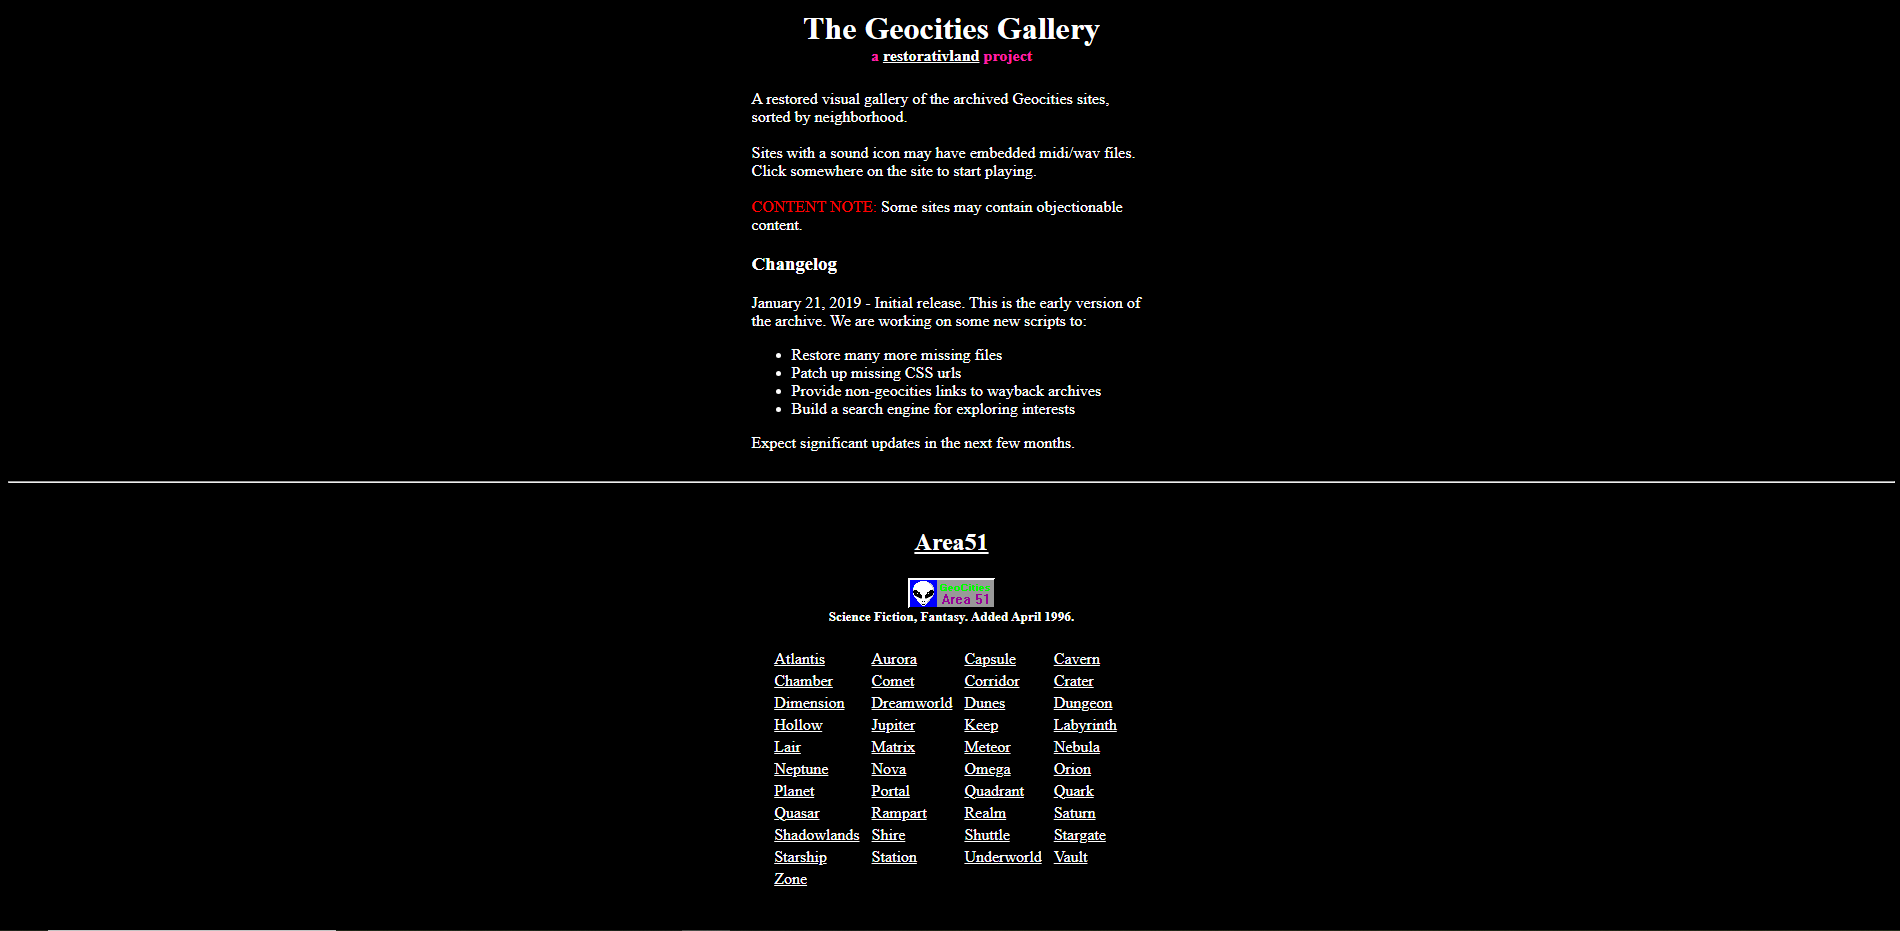 The Geocities Gallery
a restorativland project
A restored visual gallery of the archived Geocities sites,
sorted by neighborhood.
Sites with a sound icon may have embedded midi/wav files.
Click somewhere on the site to start playing.
CONTENT NOTE: Some sites may contain objectionable
content.
Changelog
January 21, 2019 - Initial release. This is the early version of
the archive. We are working on some new scripts to:
• Restore many more missing files
• Patch up missing CSS urls
• Provide non-geocities links to wayback archives
• Build a search engine for exploring interests
Expect significant updates in the next few months.
Area51
GeoCities
Area 51
Science Fiction, Fantasy. Added April 1996.
Atlantis Aurora Capsule Cavern
Chamber Comet Corridor Crater
Dimension Dreamworld Dunes Dungeon
Hollow Jupiter Keep Labyrinth
Lair Matrix Meteor Nebula
Neptune Nova Omega Orion
Planet Portal Quadrant Quark
Quasar Rampart Realm Saturn
Shadowlands Shire Shuttle Stargate
Starship Station Underworld Vault
Zone